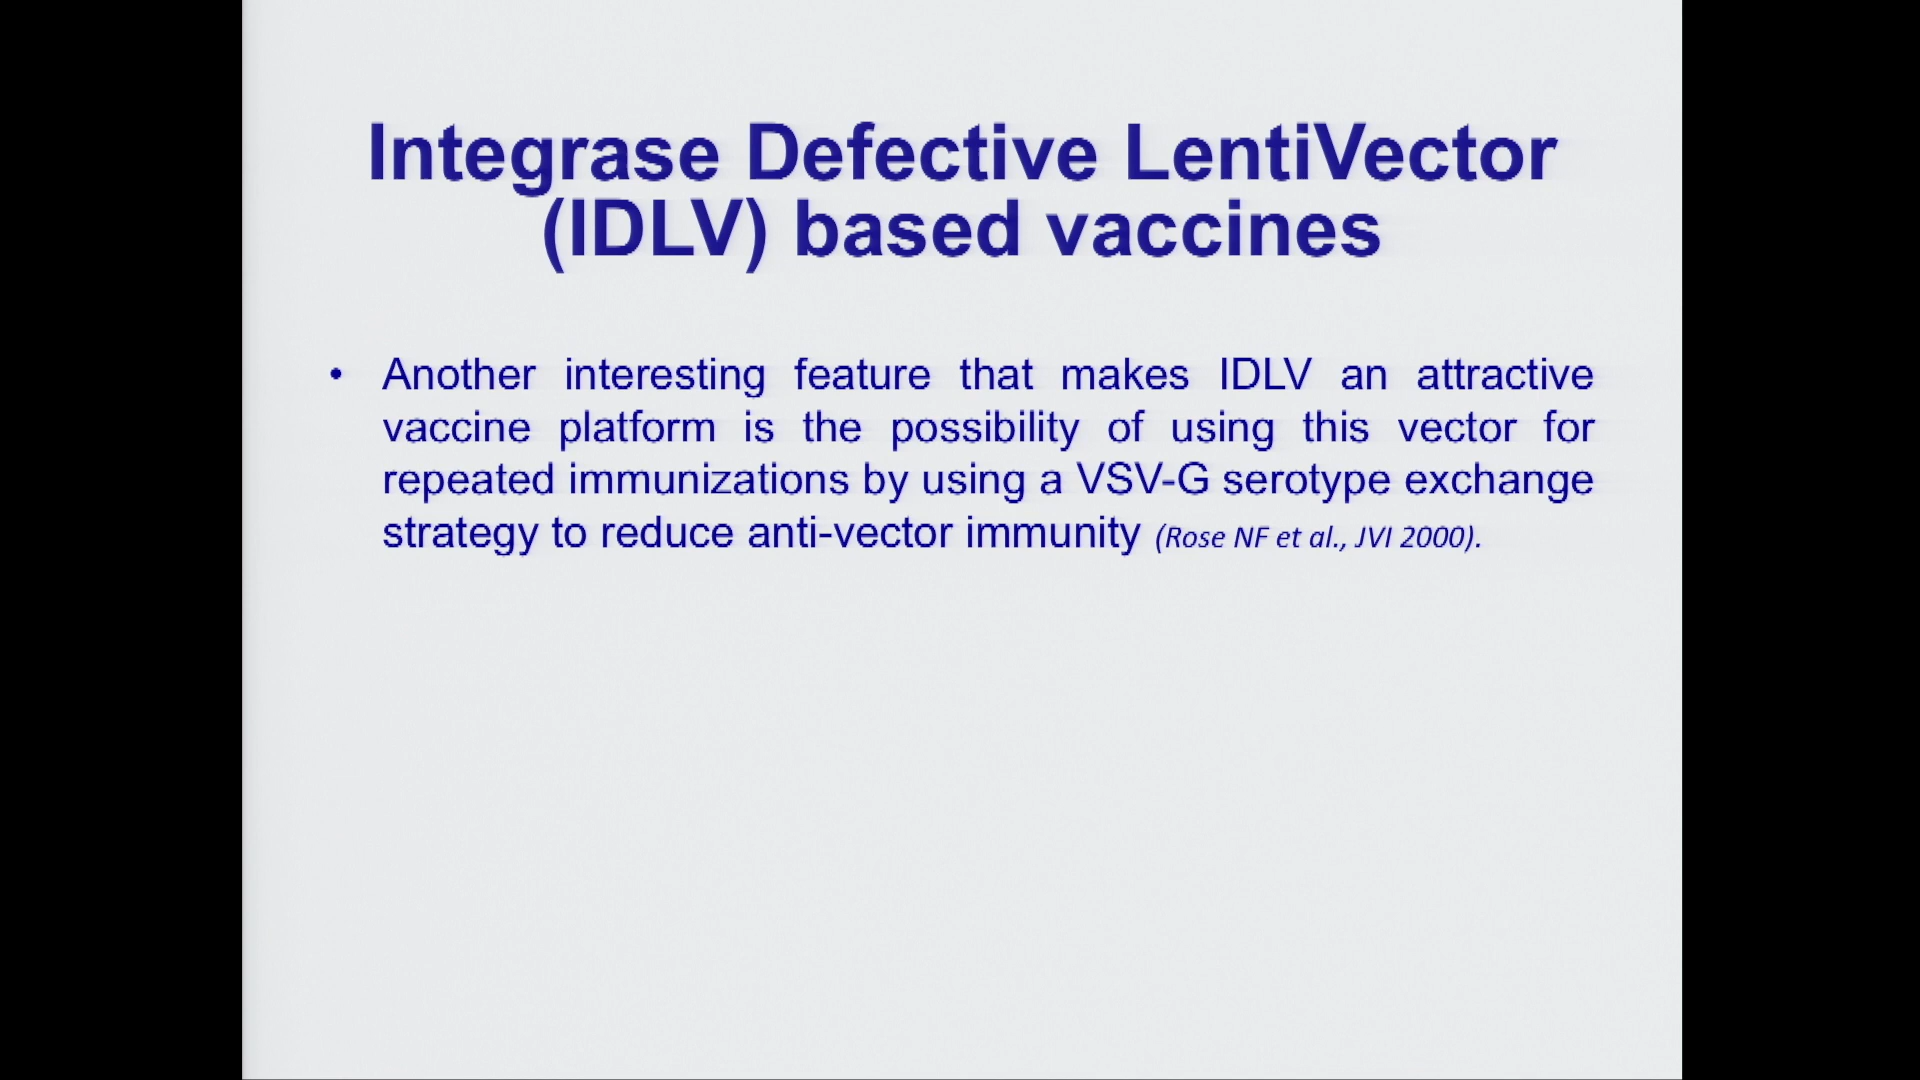 Integrase Defective LentiVector
(IDLV) based vaccines
• Another interesting feature that makes IDLV an attractive
vaccine platform is the possibility of using this vector for
repeated immunizations by using a VSV-G serotype exchange
strategy to reduce anti-vector immunity (Rose NF et al., JVI 2000).